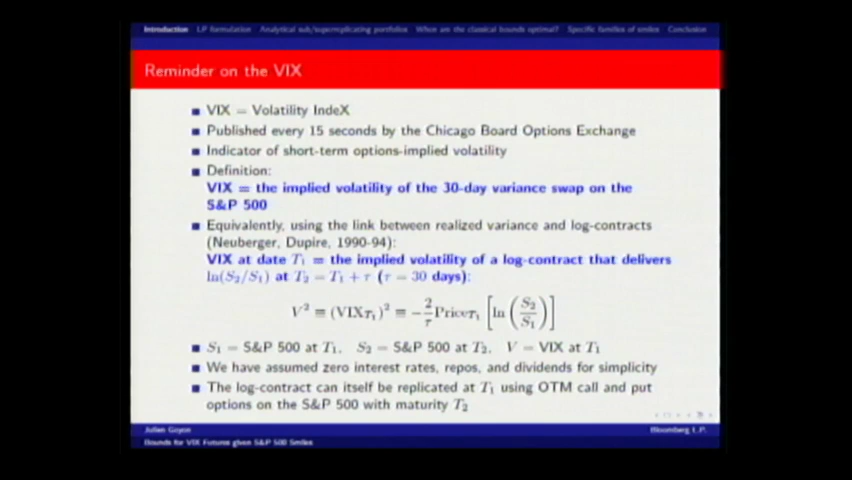 Introduction LP formulation Analytical sub/superreplicating portfolios When are the classical bounds optimal? Specific families of smiles Conclusion
Reminder on the VIX
VIX = Volatility IndeX
Published every 15 seconds by the Chicago Board Options Exchange
Indicator of short-term options-implied volatility
Definition:
VIX = the implied volatility of the 30-day variance swap on the
S&P 500
Equivalently, using the link between realized variance and log-contracts
(Neuberger, Dupire, 1990-94):
VIX at date T₁ = the implied volatility of a log-contract that delivers
ln(S₂/S₁) at T₂ = T₁ + τ (τ = 30 days):
V² ≡ (VIX_T₁)² ≡ −2/τ Price_T₁ [ln (S₂/S₁)]
S₁ = S&P 500 at T₁, S₂ = S&P 500 at T₂, V = VIX at T₁
We have assumed zero interest rates, repos, and dividends for simplicity
The log-contract can itself be replicated at T₁ using OTM call and put
options on the S&P 500 with maturity T₂
Julien Guyon Bloomberg L.P.
Bounds for VIX Futures given S&P 500 Smiles